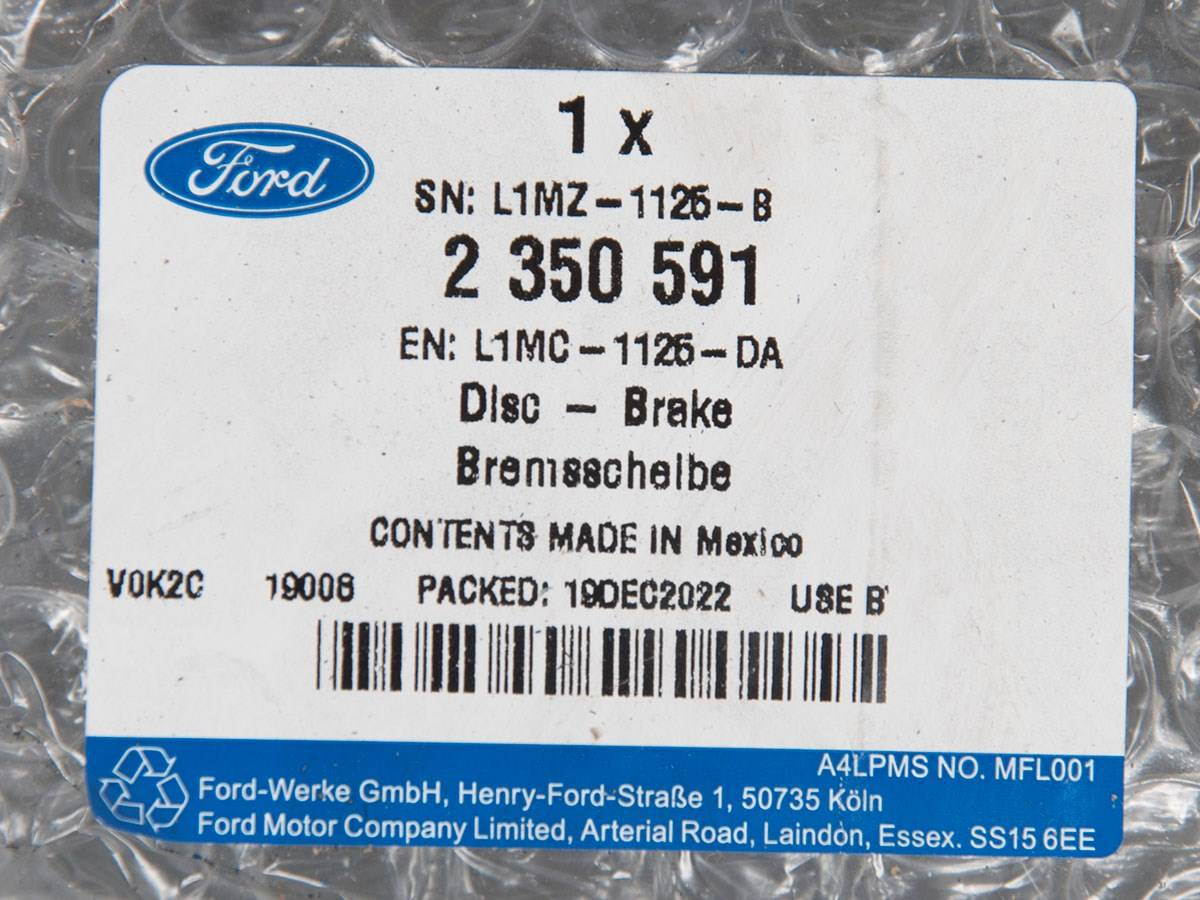 1 x
Ford
SN: L1MZ-1125-B
2 350 591
EN: L1MC-1125-DA
Disc - Brake
Bremsscheibe
CONTENTS MADE IN Mexico
V0K2C 19006 PACKED: 19DEC2022 USE B
A4LPMS NO. MFL001
Ford-Werke GmbH, Henry-Ford-Straße 1, 50735 Köln
Ford Motor Company Limited, Arterial Road, Laindon, Essex. SS15 6EE